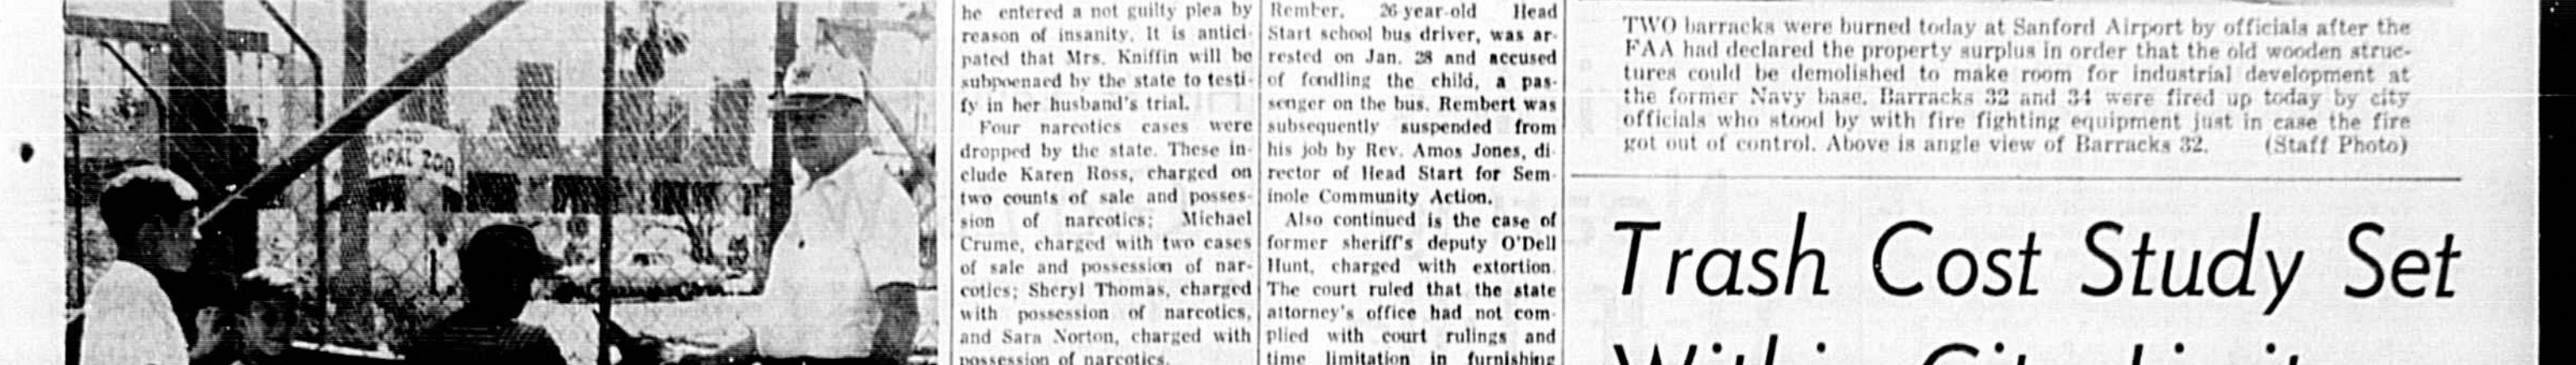 CIPAL ZOO
he entered a not guilty plea by
reason of insanity. It is antici-
pated that Mrs. Kniffin will be
subpoenaed by the state to testi-
fy in her husband's trial.
Four narcotics cases were
dropped by the state. These in-
clude Karen Ross, charged on
two counts of sale and posses-
sion of narcotics; Michael
Crume, charged with two cases
of sale and possession of nar-
cotics; Sheryl Thomas, charged
with possession of narcotics,
and Sara Norton, charged with
possession of narcotics.
26-year-old Head
Start school bus driver, was ar-
rested on Jan. 28 and accused
of fondling the child, a pas-
senger on the bus. Rembert was
subsequently suspended from
his job by Rev. Amos Jones, di-
rector of Head Start for Sem-
inole Community Action.
Also continued is the case of
former sheriff's deputy O'Dell
Hunt, charged with extortion.
The court ruled that the state
attorney's office had not com-
plied with court rulings and
time limitation in furnishing
TWO barracks were burned today at Sanford Airport by officials after the
FAA had declared the property surplus in order that the old wooden struc-
tures could be demolished to make room for industrial development at
the former Navy base. Barracks 32 and 34 were fired up today by city
officials who stood by with fire fighting equipment just in case the fire
got out of control. Above is angle view of Barracks 32. (Staff Photo)
Trash Cost Study Set